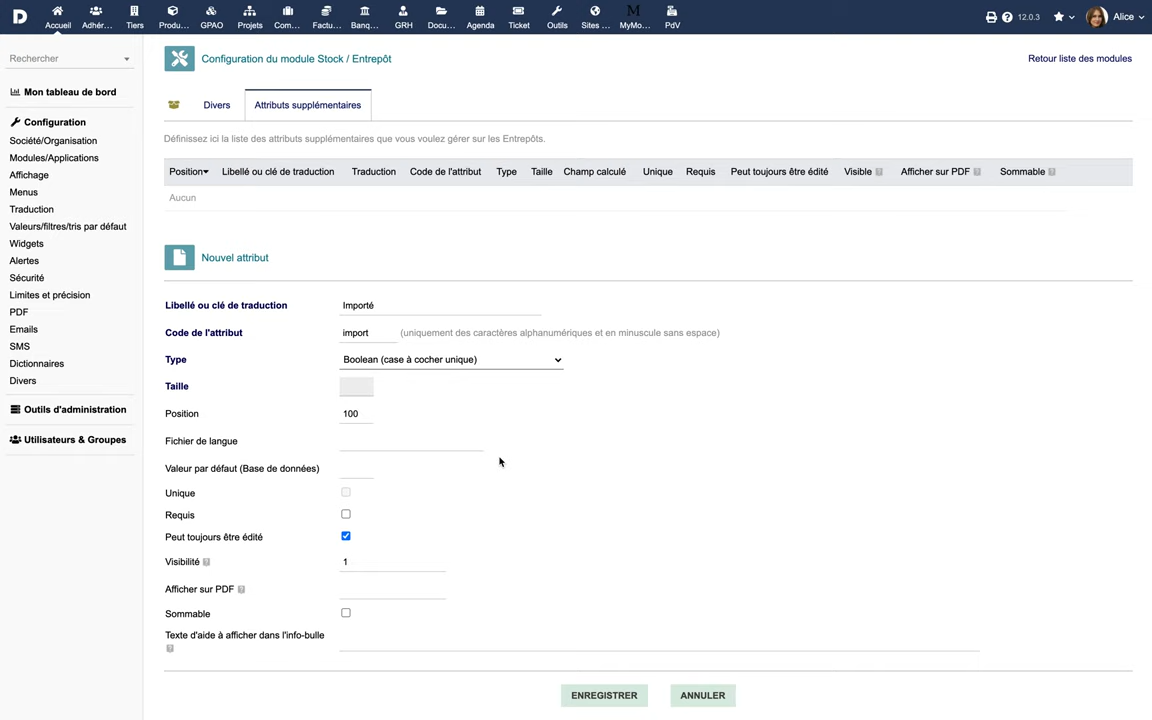 D Accueil Adhér... Tiers Produ... GPAO Projets Com... Factu... Banq... GRH Docu... Agenda Ticket Outils Sites ... MyMo... PdV 12.0.3 Alice
M
Rechercher
Mon tableau de bord
Configuration
Société/Organisation
Modules/Applications
Affichage
Menus
Traduction
Valeurs/filtres/tris par défaut
Widgets
Alertes
Sécurité
Limites et précision
PDF
Emails
SMS
Dictionnaires
Divers
Outils d'administration
Utilisateurs & Groupes
Configuration du module Stock / Entrepôt
Retour liste des modules
Divers Attributs supplémentaires
Définissez ici la liste des attributs supplémentaires que vous voulez gérer sur les Entrepôts.
Position Libellé ou clé de traduction Traduction Code de l'attribut Type Taille Champ calculé Unique Requis Peut toujours être édité Visible ? Afficher sur PDF ? Sommable ?
Aucun
Nouvel attribut
Libellé ou clé de traduction Importé
Code de l'attribut import (uniquement des caractères alphanumériques et en minuscule sans espace)
Type Boolean (case à cocher unique)
Taille
Position 100
Fichier de langue
Valeur par défaut (Base de données)
Unique
Requis
Peut toujours être édité
Visibilité ? 1
Afficher sur PDF ?
Sommable
Texte d'aide à afficher dans l'info-bulle
?
ENREGISTRER ANNULER